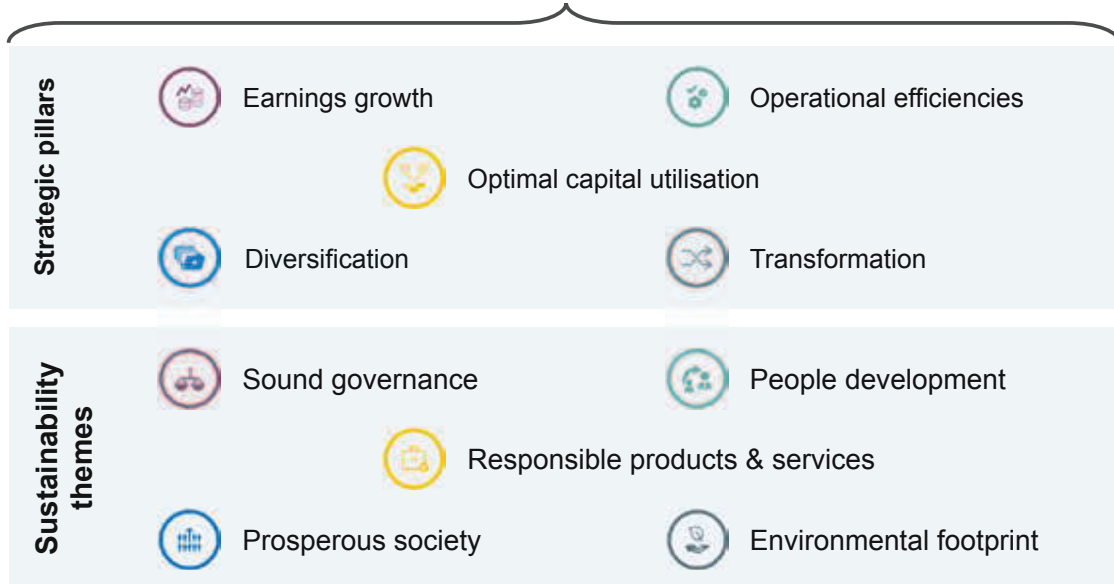 Strategic pillars
Earnings growth
Operational efficiencies
Optimal capital utilisation
Diversification
Transformation
Sustainability
themes
Sound governance
People development
Responsible products & services
Prosperous society
Environmental footprint